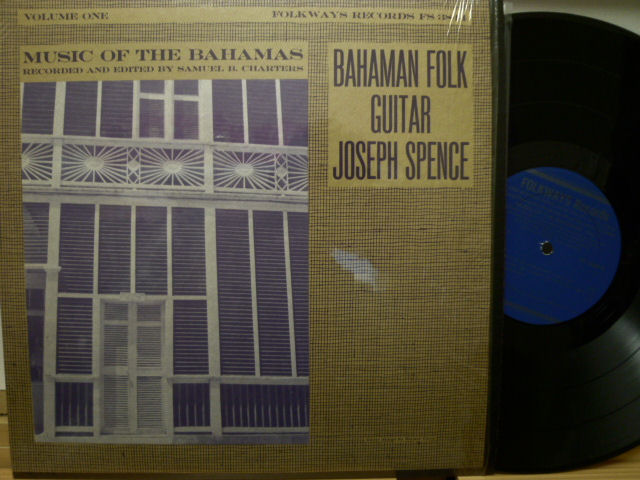 VOLUME ONE
FOLKWAYS RECORDS FS
MUSIC OF THE BAHAMAS
RECORDED AND EDITED BY SAMUEL B. CHARTERS
BAHAMAN FOLK
GUITAR
JOSEPH SPENCE
FOLKWAYS RECORDS